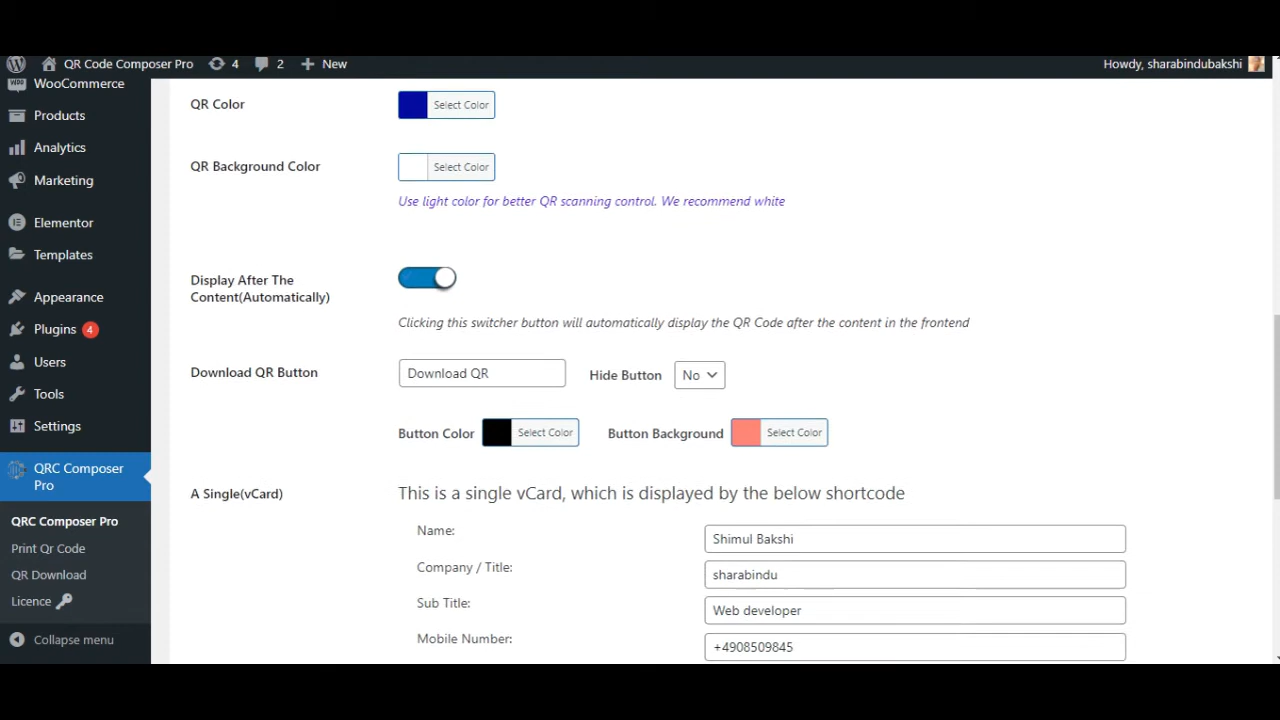 QR Code Composer Pro 4 2 New Howdy, sharabindubakshi
WooCommerce
Products
Analytics
Marketing
Elementor
Templates
Appearance
Plugins 4
Users
Tools
Settings
QRC Composer
Pro
QRC Composer Pro
Print Qr Code
QR Download
Licence
Collapse menu
QR Color Select Color
QR Background Color Select Color
Use light color for better QR scanning control. We recommend white
Display After The
Content(Automatically)
Clicking this switcher button will automatically display the QR Code after the content in the frontend
Download QR Button Download QR Hide Button No
Button Color Select Color Button Background Select Color
A Single(vCard) This is a single vCard, which is displayed by the below shortcode
Name: Shimul Bakshi
Company / Title: sharabindu
Sub Title: Web developer
Mobile Number: +4908509845